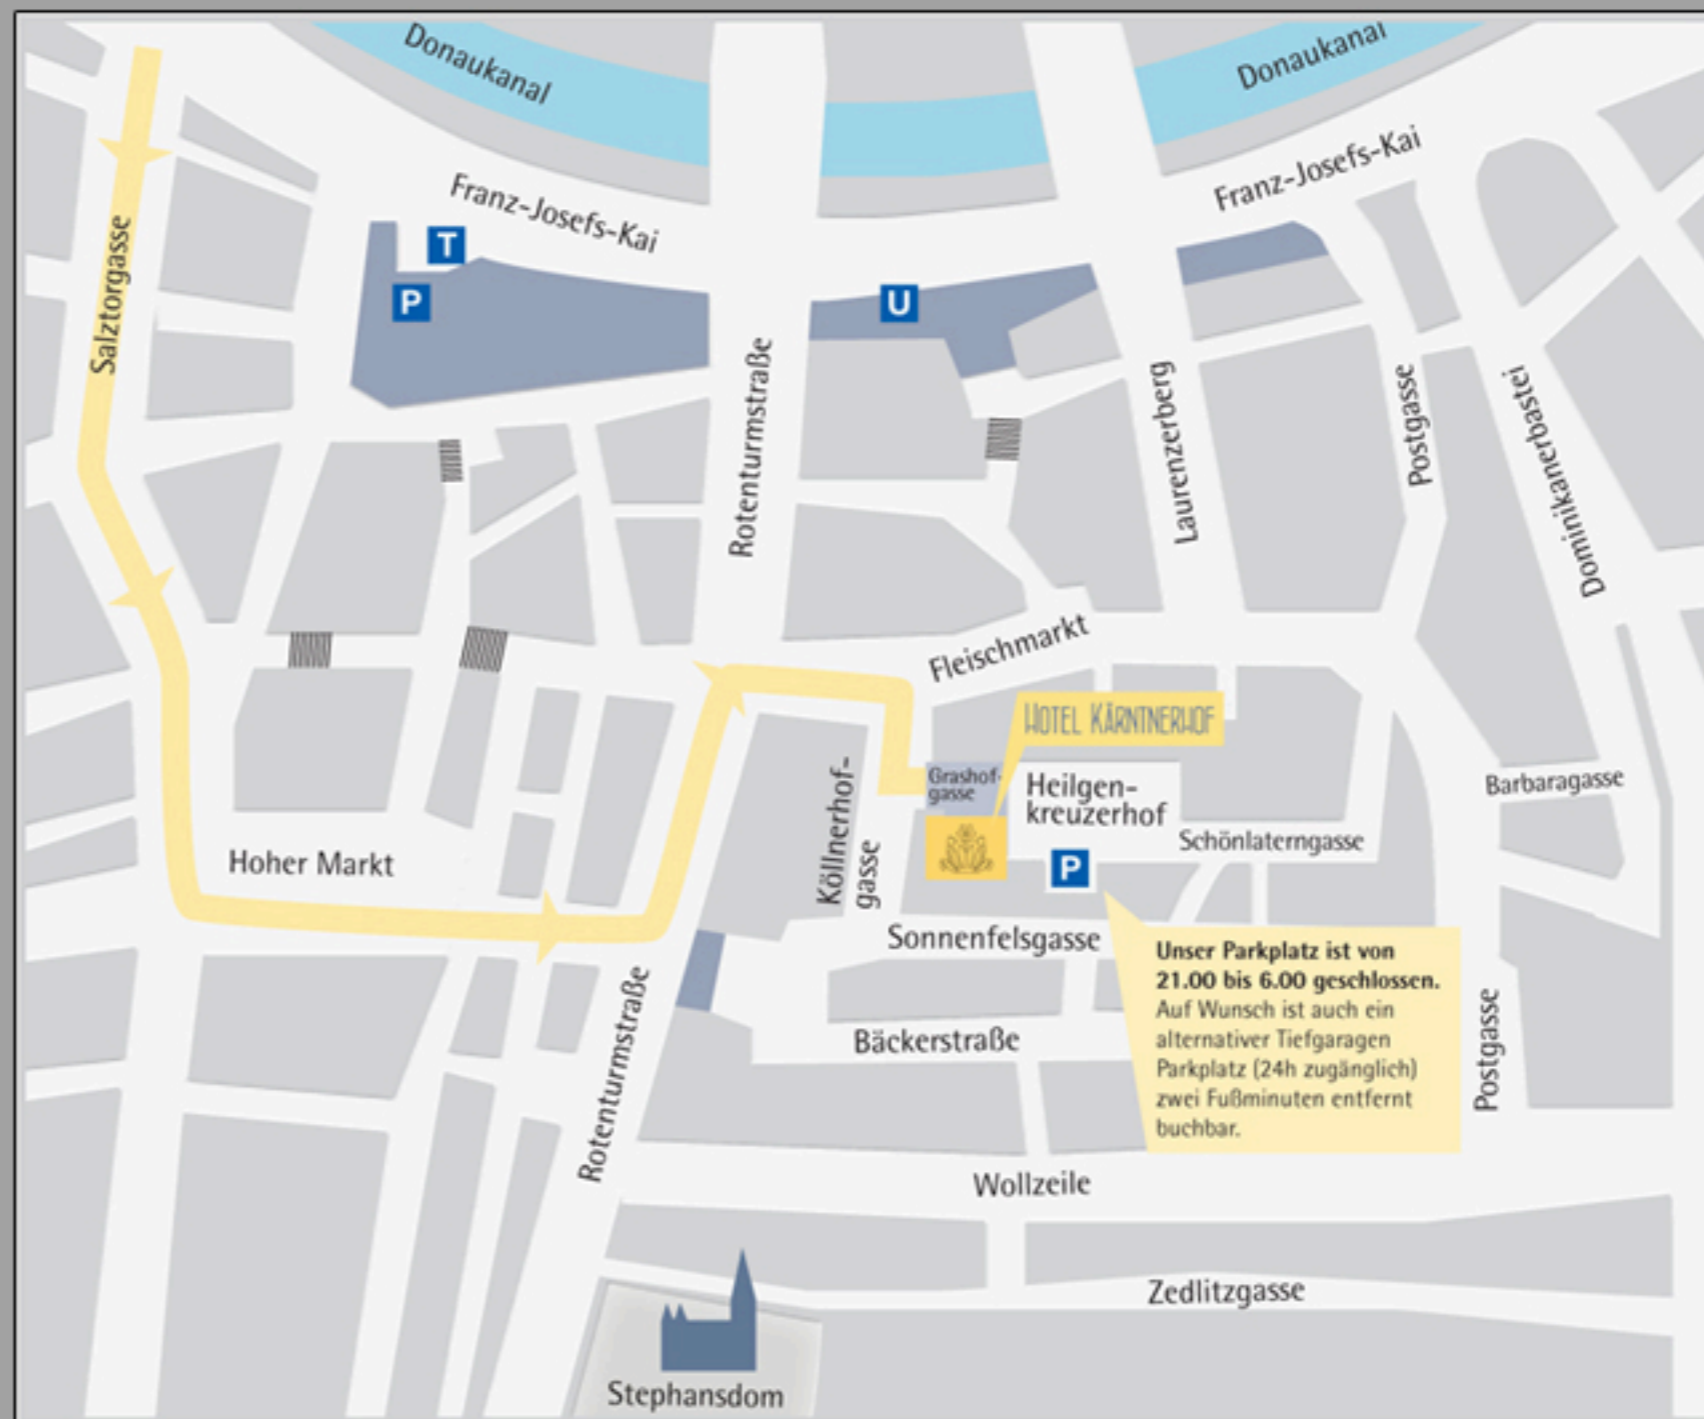 Donaukanal
Donaukanal
Franz-Josefs-Kai
Franz-Josefs-Kai
T
P
U
Salztorgasse
Rotenturmstraße
Laurenzerberg
Postgasse
Dominikanerbastei
Fleischmarkt
HOTEL KÄRNTNERHOF
Grashof-
gasse
Heilgen-
kreuzerhof
Barbaragasse
Schönlaterngasse
Köllnerhof-
gasse
Hoher Markt
P
Sonnenfelsgasse
Unser Parkplatz ist von
21.00 bis 6.00 geschlossen.
Auf Wunsch ist auch ein
alternativer Tiefgaragen
Parkplatz (24h zugänglich)
zwei Fußminuten entfernt
buchbar.
Rotenturmstraße
Bäckerstraße
Postgasse
Wollzeile
Zedlitzgasse
Stephansdom